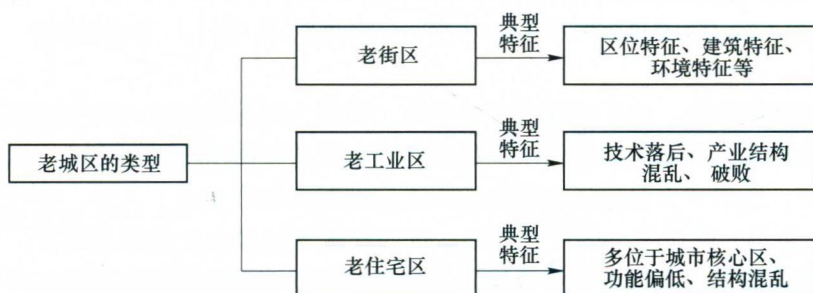 典型
特征
老街区
区位特征、建筑特征、
环境特征等
老城区的类型
典型
特征
老工业区
技术落后、产业结构
混乱、破败
典型
特征
老住宅区
多位于城市核心区、
功能偏低、结构混乱